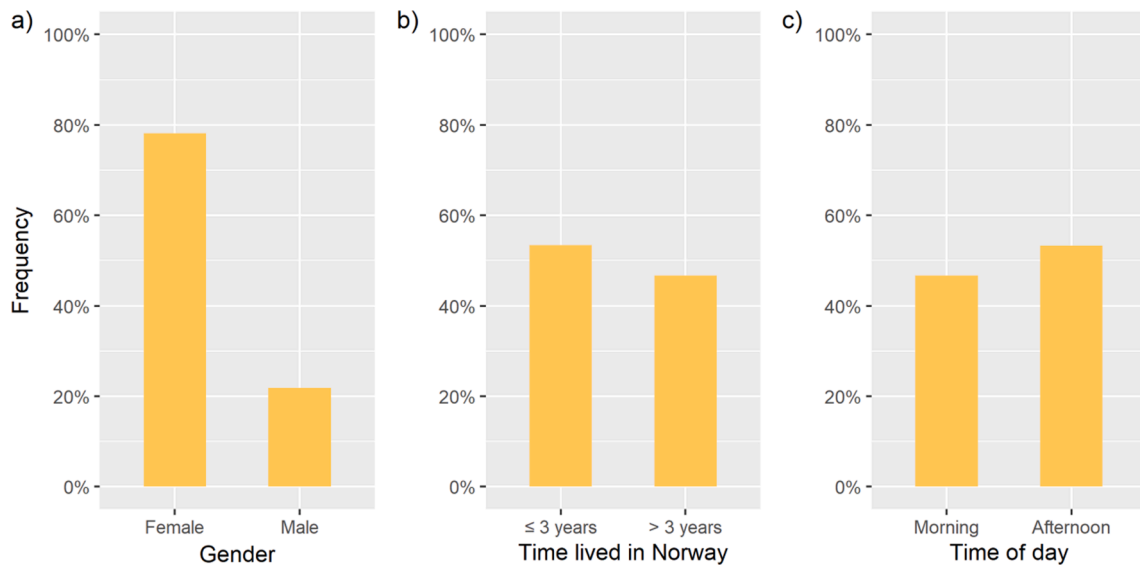 a)
100%
80%
60%
40%
20%
0%
Frequency
Female Male
Gender
b)
100%
80%
60%
40%
20%
0%
≤ 3 years > 3 years
Time lived in Norway
c)
100%
80%
60%
40%
20%
0%
Morning Afternoon
Time of day